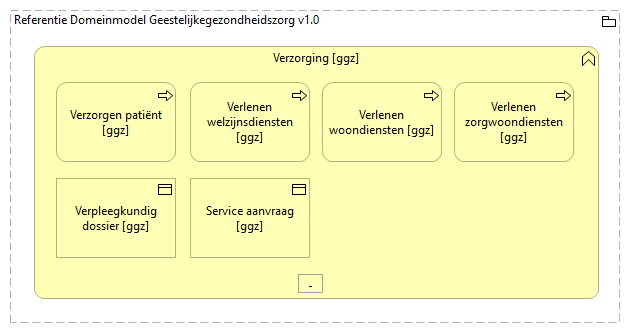 Referentie Domeinmodel Geestelijkegezondheidszorg v1.0
Verzorging [ggz]
Verzorgen patiënt
[ggz]
Verlenen
welzijnsdiensten
[ggz]
Verlenen
woondiensten [ggz]
Verlenen
zorgwoondiensten
[ggz]
Verpleegkundig
dossier [ggz]
Service aanvraag
[ggz]
-